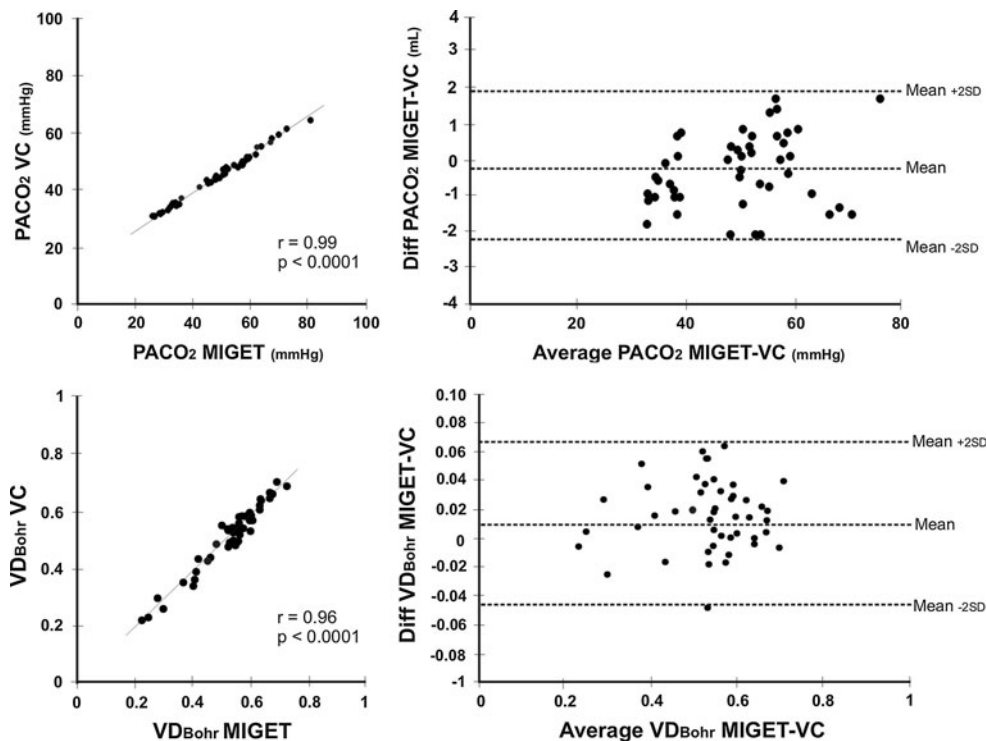 100
80
60
40
20
0
PACO₂ VC (mmHg)
r = 0.99
p < 0.0001
0 20 40 60 80 100
PACO₂ MIGET (mmHg)
4
3
2
1
0
-1
-2
-3
-4
Diff PACO₂ MIGET-VC (mL)
Mean +2SD
Mean
Mean -2SD
0 20 40 60 80
Average PACO₂ MIGET-VC (mmHg)
1
0.8
0.6
0.4
0.2
0
VDBohr VC
r = 0.96
p < 0.0001
0 0.2 0.4 0.6 0.8 1
VDBohr MIGET
0.10
0.08
0.06
0.04
0.02
0
-0.02
-0.04
-0.06
-0.08
-1
Diff VDBohr MIGET-VC
Mean +2SD
Mean
Mean -2SD
0 0.2 0.4 0.6 0.8 1
Average VDBohr MIGET-VC